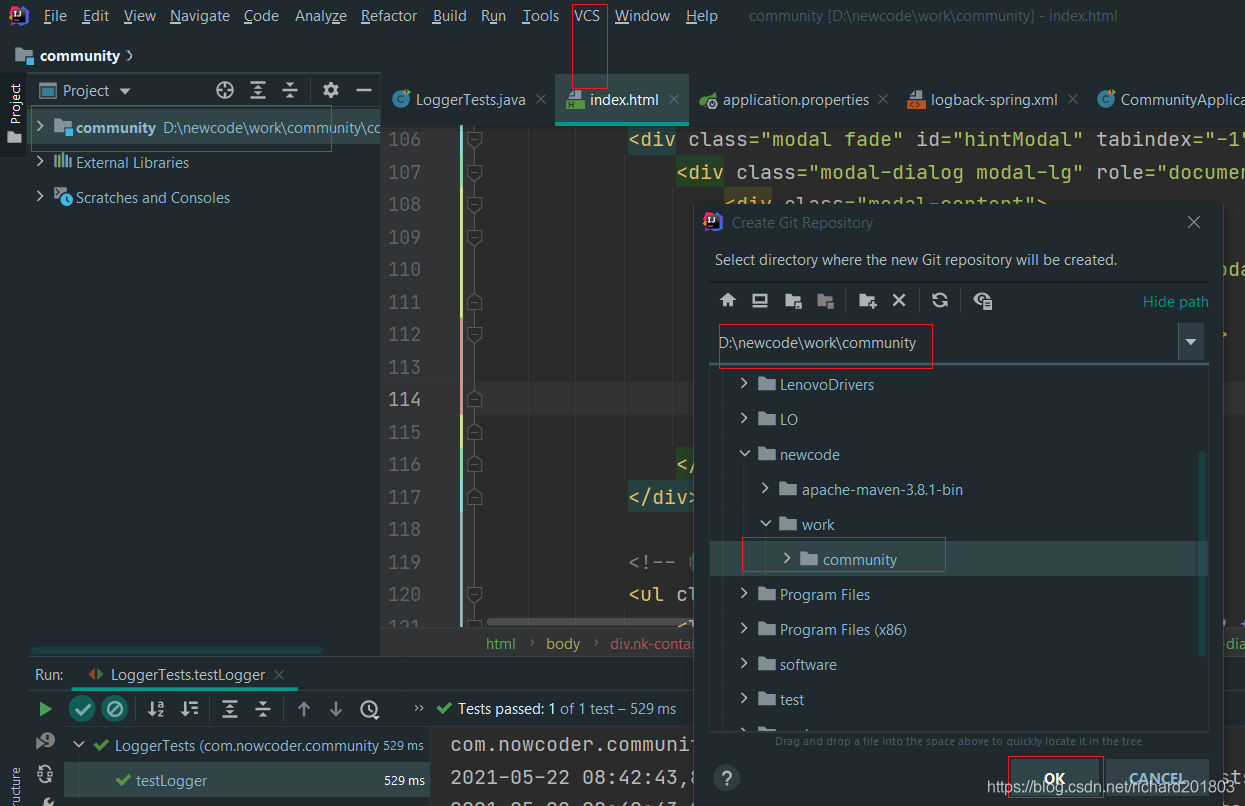 File Edit View Navigate Code Analyze Refactor Build Run Tools VCS Window Help community [D:\newcode\work\community] - index.html
community
Project
Project
LoggerTests.java index.html application.properties logback-spring.xml
community D:\newcode\work\community\co
External Libraries
Scratches and Consoles
106 <div class="modal fade" id="hintModal" tabindex="-1"
107 <div class="modal-dialog modal-lg" role="documen
108 <div class="modal-content">
109
110
111
112
113
114
115
116 </
117 </div>
118
119 <!--
120 <ul cl
121
html body div.nk-contai
Create Git Repository
Select directory where the new Git repository will be created.
Hide path
D:\newcode\work\community
LenovoDrivers
LO
newcode
apache-maven-3.8.1-bin
work
community
Program Files
Program Files (x86)
software
test
Drag and drop a file into the space above to quickly locate it in the tree
? OK CANCEL
Run: LoggerTests.testLogger
» Tests passed: 1 of 1 test – 529 ms
LoggerTests (com.nowcoder.community 529 ms
testLogger 529 ms
com.nowcoder.communit
2021-05-22 08:42:43,8
ructure
https://blog.csdn.net/richard201803